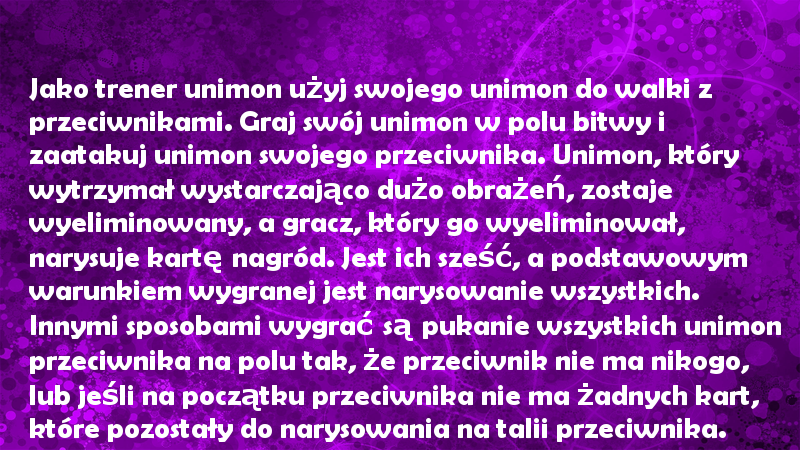 Jako trener unimon użyj swojego unimon do walki z
przeciwnikami. Graj swój unimon w polu bitwy i
zaatakuj unimon swojego przeciwnika. Unimon, który
wytrzymał wystarczająco dużo obrażeń, zostaje
wyeliminowany, a gracz, który go wyeliminował,
narysuje kartę nagród. Jest ich sześć, a podstawowym
warunkiem wygranej jest narysowanie wszystkich.
Innymi sposobami wygrać są pukanie wszystkich unimon
przeciwnika na polu tak, że przeciwnik nie ma nikogo,
lub jeśli na początku przeciwnika nie ma żadnych kart,
które pozostały do narysowania na talii przeciwnika.